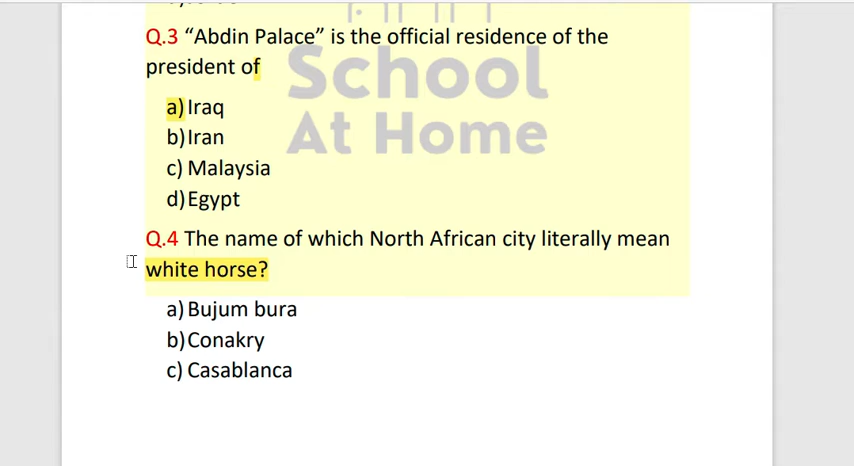 Q.3 “Abdin Palace” is the official residence of the
president of
a) Iraq
b) Iran
c) Malaysia
d) Egypt
Q.4 The name of which North African city literally mean
white horse?
a) Bujum bura
b) Conakry
c) Casablanca
School
At Home